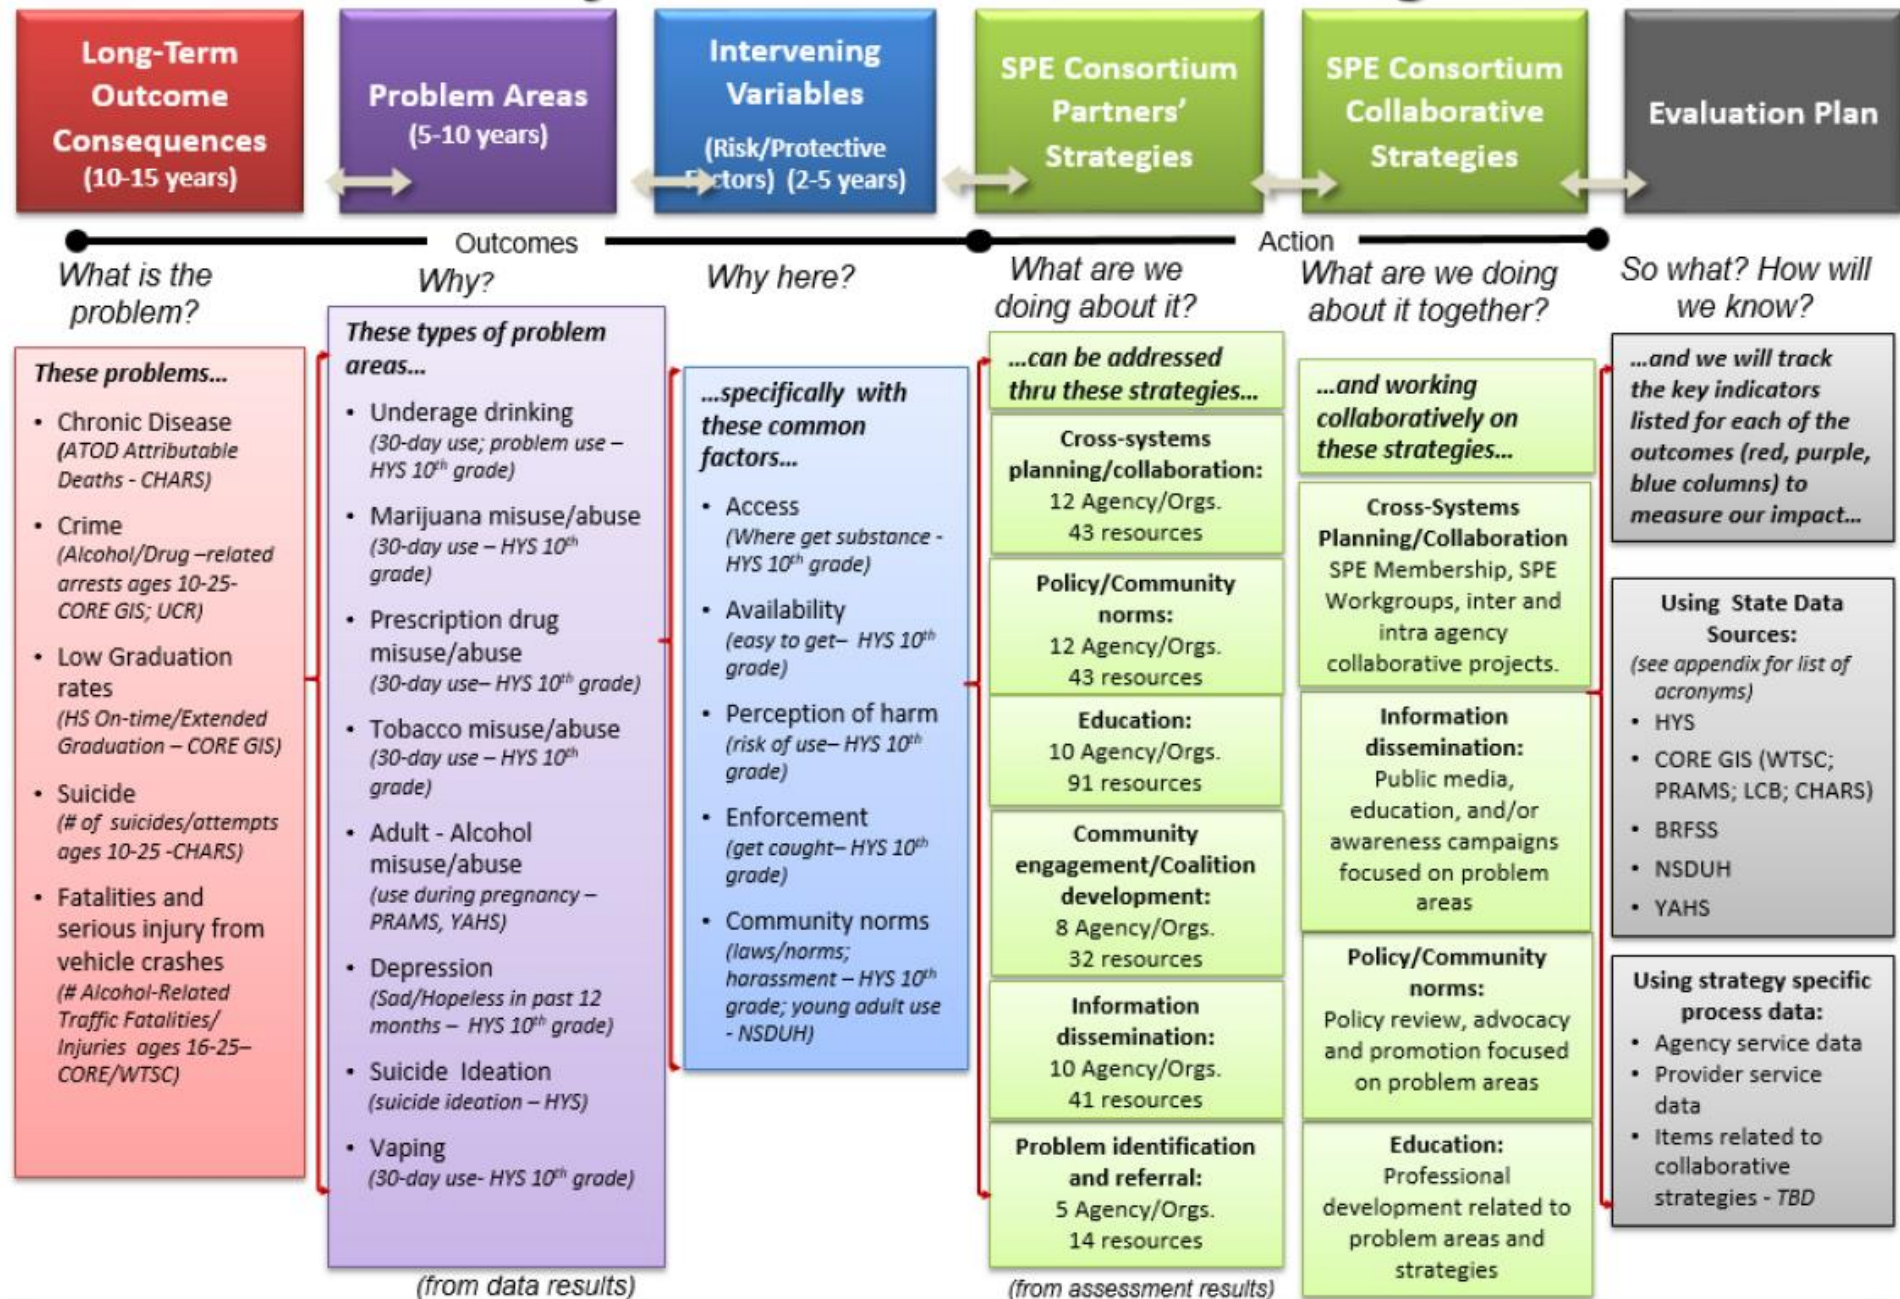 Long-Term
Outcome
Consequences
(10-15 years)
Problem Areas
(5-10 years)
Intervening
Variables
(Risk/Protective
Factors) (2-5 years)
SPE Consortium
Partners’
Strategies
SPE Consortium
Collaborative
Strategies
Evaluation Plan
Outcomes
Action
What is the
problem?
Why?
Why here?
What are we
doing about it?
What are we doing
about it together?
So what? How will
we know?
These problems...
• Chronic Disease
(ATOD Attributable
Deaths - CHARS)
• Crime
(Alcohol/Drug –related
arrests ages 10-25-
CORE GIS; UCR)
• Low Graduation
rates
(HS On-time/Extended
Graduation – CORE GIS)
• Suicide
(# of suicides/attempts
ages 10-25 -CHARS)
• Fatalities and
serious injury from
vehicle crashes
(# Alcohol-Related
Traffic Fatalities/
Injuries ages 16-25–
CORE/WTSC)
These types of problem
areas...
• Underage drinking
(30-day use; problem use –
HYS 10th grade)
• Marijuana misuse/abuse
(30-day use – HYS 10th
grade)
• Prescription drug
misuse/abuse
(30-day use– HYS 10th grade)
• Tobacco misuse/abuse
(30-day use – HYS 10th
grade)
• Adult - Alcohol
misuse/abuse
(use during pregnancy –
PRAMS, YAHS)
• Depression
(Sad/Hopeless in past 12
months – HYS 10th grade)
• Suicide Ideation
(suicide ideation – HYS)
• Vaping
(30-day use- HYS 10th grade)
(from data results)
...specifically with
these common
factors...
• Access
(Where get substance -
HYS 10th grade)
• Availability
(easy to get– HYS 10th
grade)
• Perception of harm
(risk of use– HYS 10th
grade)
• Enforcement
(get caught– HYS 10th
grade)
• Community norms
(laws/norms;
harassment – HYS 10th
grade; young adult use
- NSDUH)
...can be addressed
thru these strategies...
Cross-systems
planning/collaboration:
12 Agency/Orgs.
43 resources
Policy/Community
norms:
12 Agency/Orgs.
43 resources
Education:
10 Agency/Orgs.
91 resources
Community
engagement/Coalition
development:
8 Agency/Orgs.
32 resources
Information
dissemination:
10 Agency/Orgs.
41 resources
Problem identification
and referral:
5 Agency/Orgs.
14 resources
(from assessment results)
...and working
collaboratively on
these strategies...
Cross-Systems
Planning/Collaboration
SPE Membership, SPE
Workgroups, inter and
intra agency
collaborative projects.
Information
dissemination:
Public media,
education, and/or
awareness campaigns
focused on problem
areas
Policy/Community
norms:
Policy review, advocacy
and promotion focused
on problem areas
Education:
Professional
development related to
problem areas and
strategies
...and we will track
the key indicators
listed for each of the
outcomes (red, purple,
blue columns) to
measure our impact...
Using State Data
Sources:
(see appendix for list of
acronyms)
• HYS
• CORE GIS (WTSC;
PRAMS; LCB; CHARS)
• BRFSS
• NSDUH
• YAHS
Using strategy specific
process data:
• Agency service data
• Provider service
data
• Items related to
collaborative
strategies - TBD